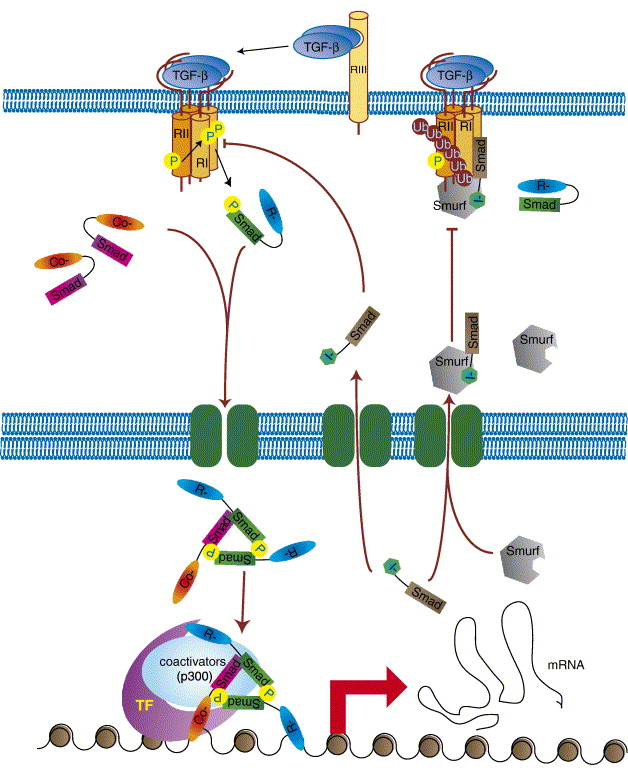 TGF-β
RIII
TGF-β
RII
P
P
P
RI
P
Smad
R-
TGF-β
RII
RI
Ub
Ub
Ub
Ub
Ub
Ub
P
Smad
Smurf
I-
R-
Smad
Co-
Smad
Co-
Smad
Smad
I-
Smad
Smurf
I-
Smurf
R-
Smad
Smad
P
P
Smad
R-
Co-
I-
Smad
Smurf
R-
coactivators
(p300)
Smad
Smad
P
P
Smad
TF
Co-
R-
mRNA